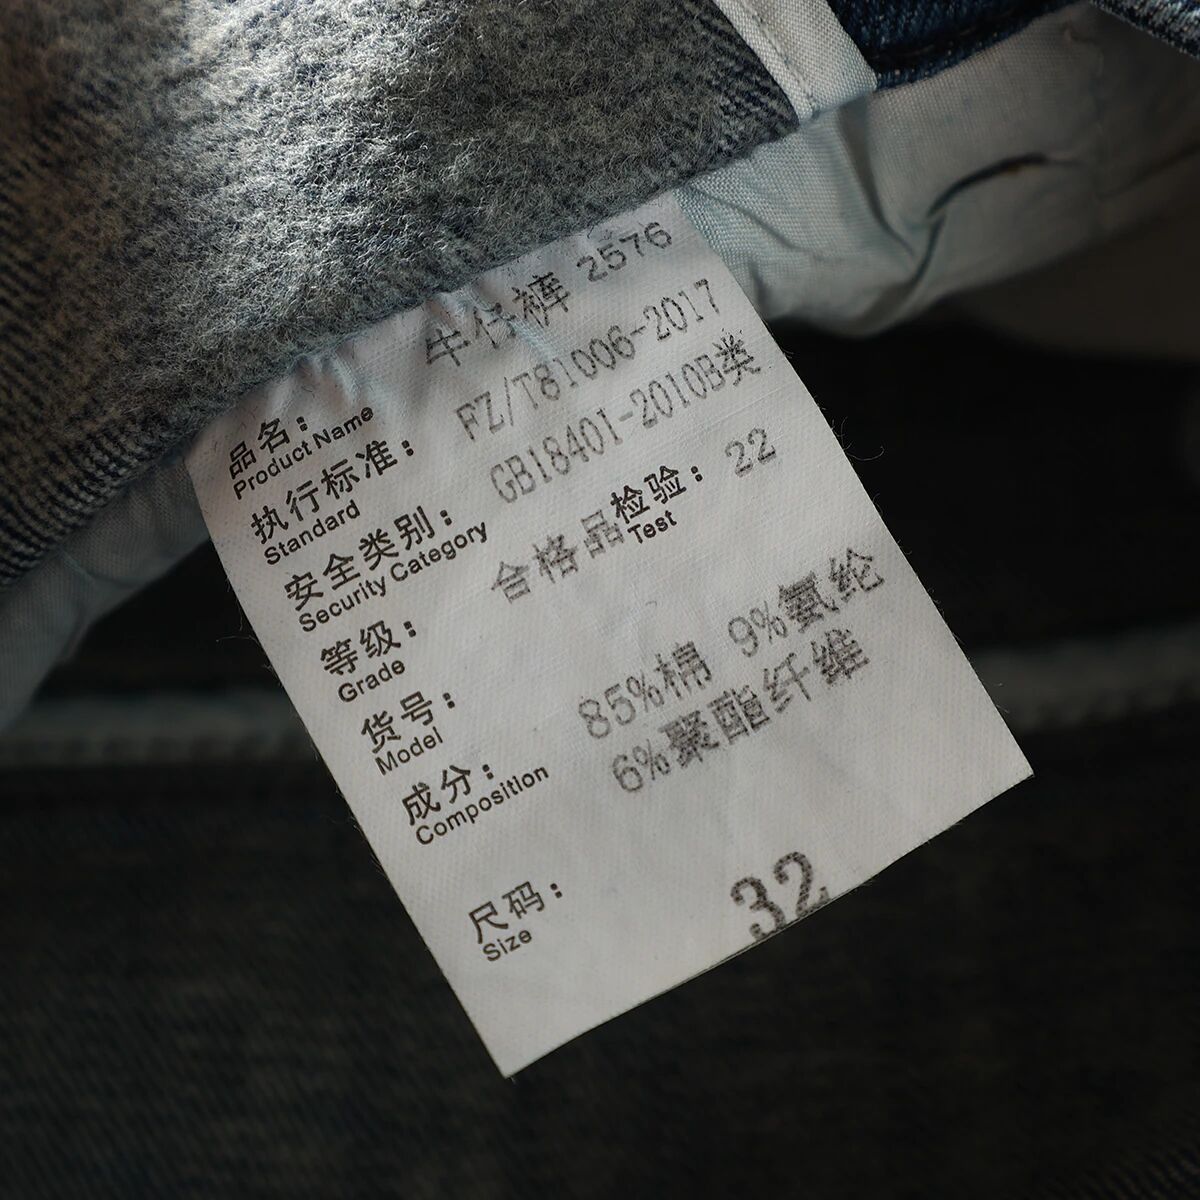 牛仔裤 2576
品名：
Product Name
FZ/T81006-2017
执行标准：
Standard
GB18401-2010B类
安全类别：
Security Category
合格品 检验： 22
Test
等级：
Grade
货号：
Model
85%棉 9%氨纶
成分：
Composition
6%聚酯纤维
尺码： 32
Size